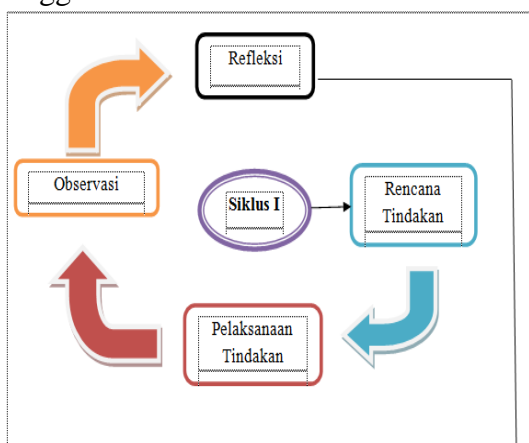 Refleksi
Observasi
Siklus I
Rencana
Tindakan
Pelaksanaan
Tindakan